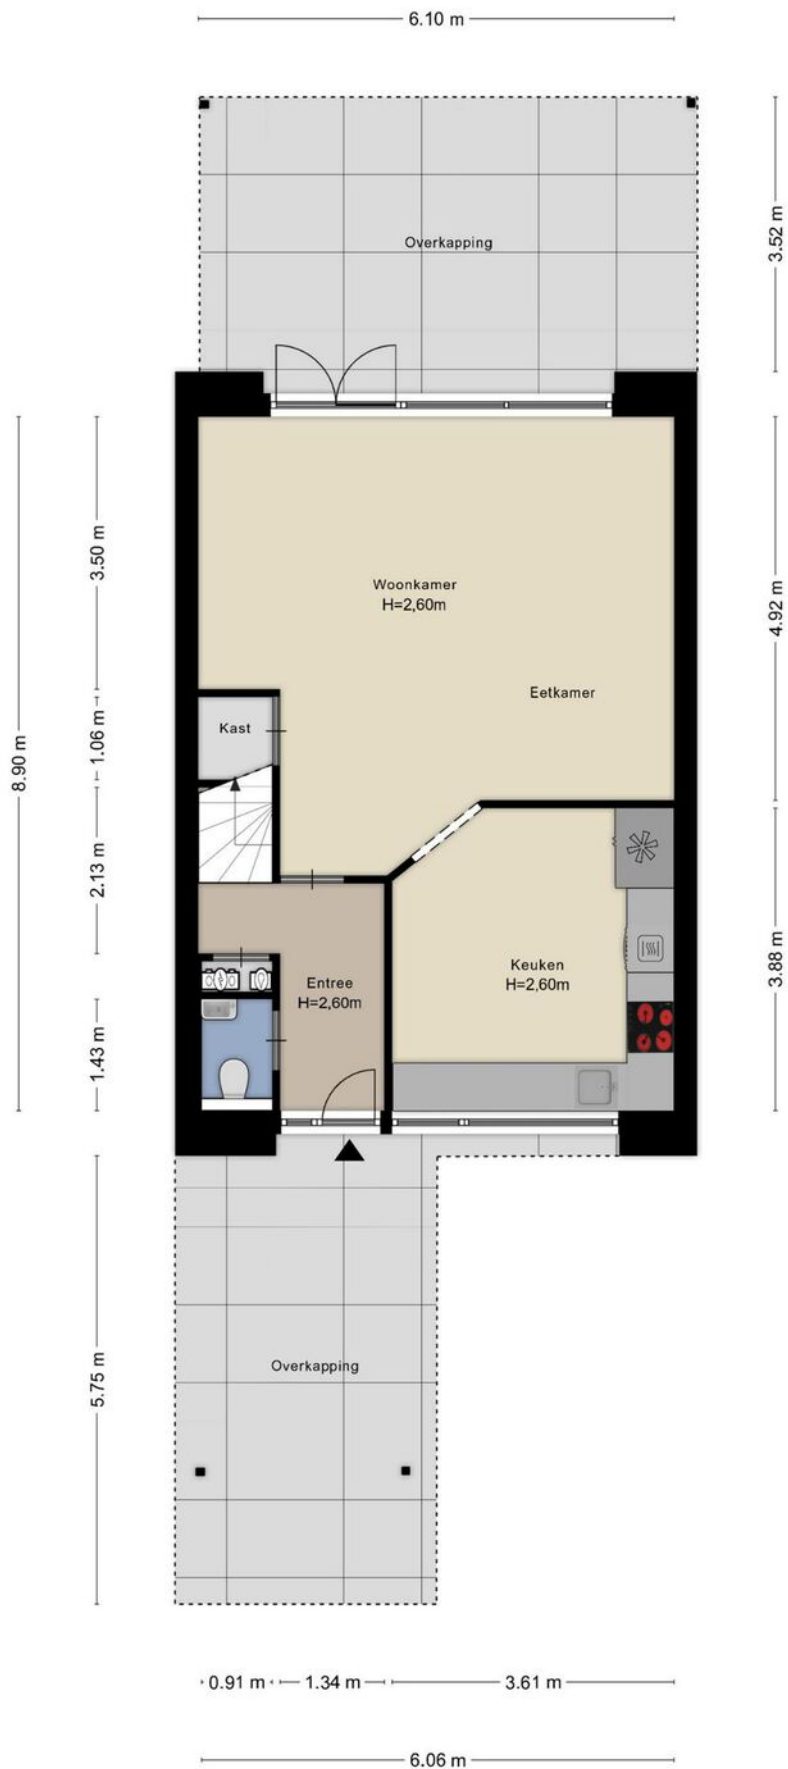 6.10 m
3.52 m
Overkapping
3.50 m
4.92 m
Woonkamer
H=2,60m
Eetkamer
Kast
1.06 m
8.90 m
2.13 m
3.88 m
Keuken
H=2,60m
Entree
H=2,60m
1.43 m
Overkapping
5.75 m
0.91 m
1.34 m
3.61 m
6.06 m